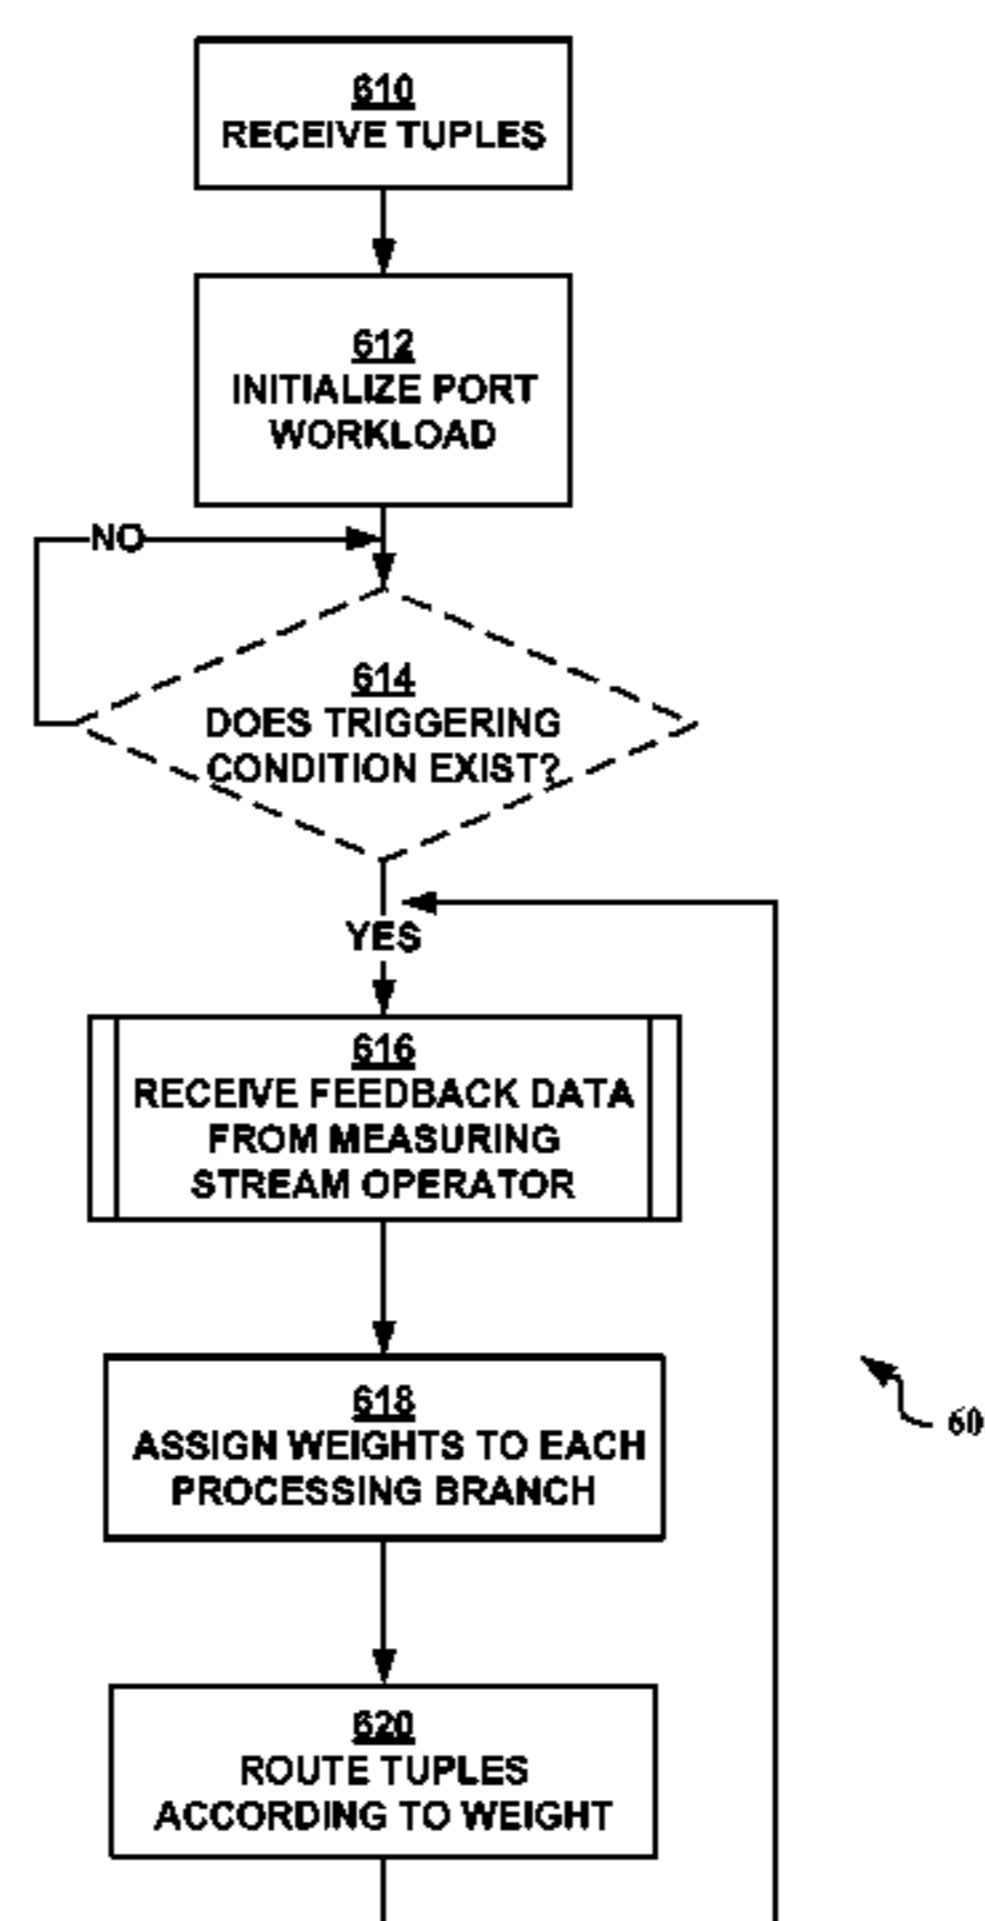 610
RECEIVE TUPLES
612
INITIALIZE PORT
WORKLOAD
NO
614
DOES TRIGGERING
CONDITION EXIST?
YES
616
RECEIVE FEEDBACK DATA
FROM MEASURING
STREAM OPERATOR
618
ASSIGN WEIGHTS TO EACH
PROCESSING BRANCH
60
620
ROUTE TUPLES
ACCORDING TO WEIGHT